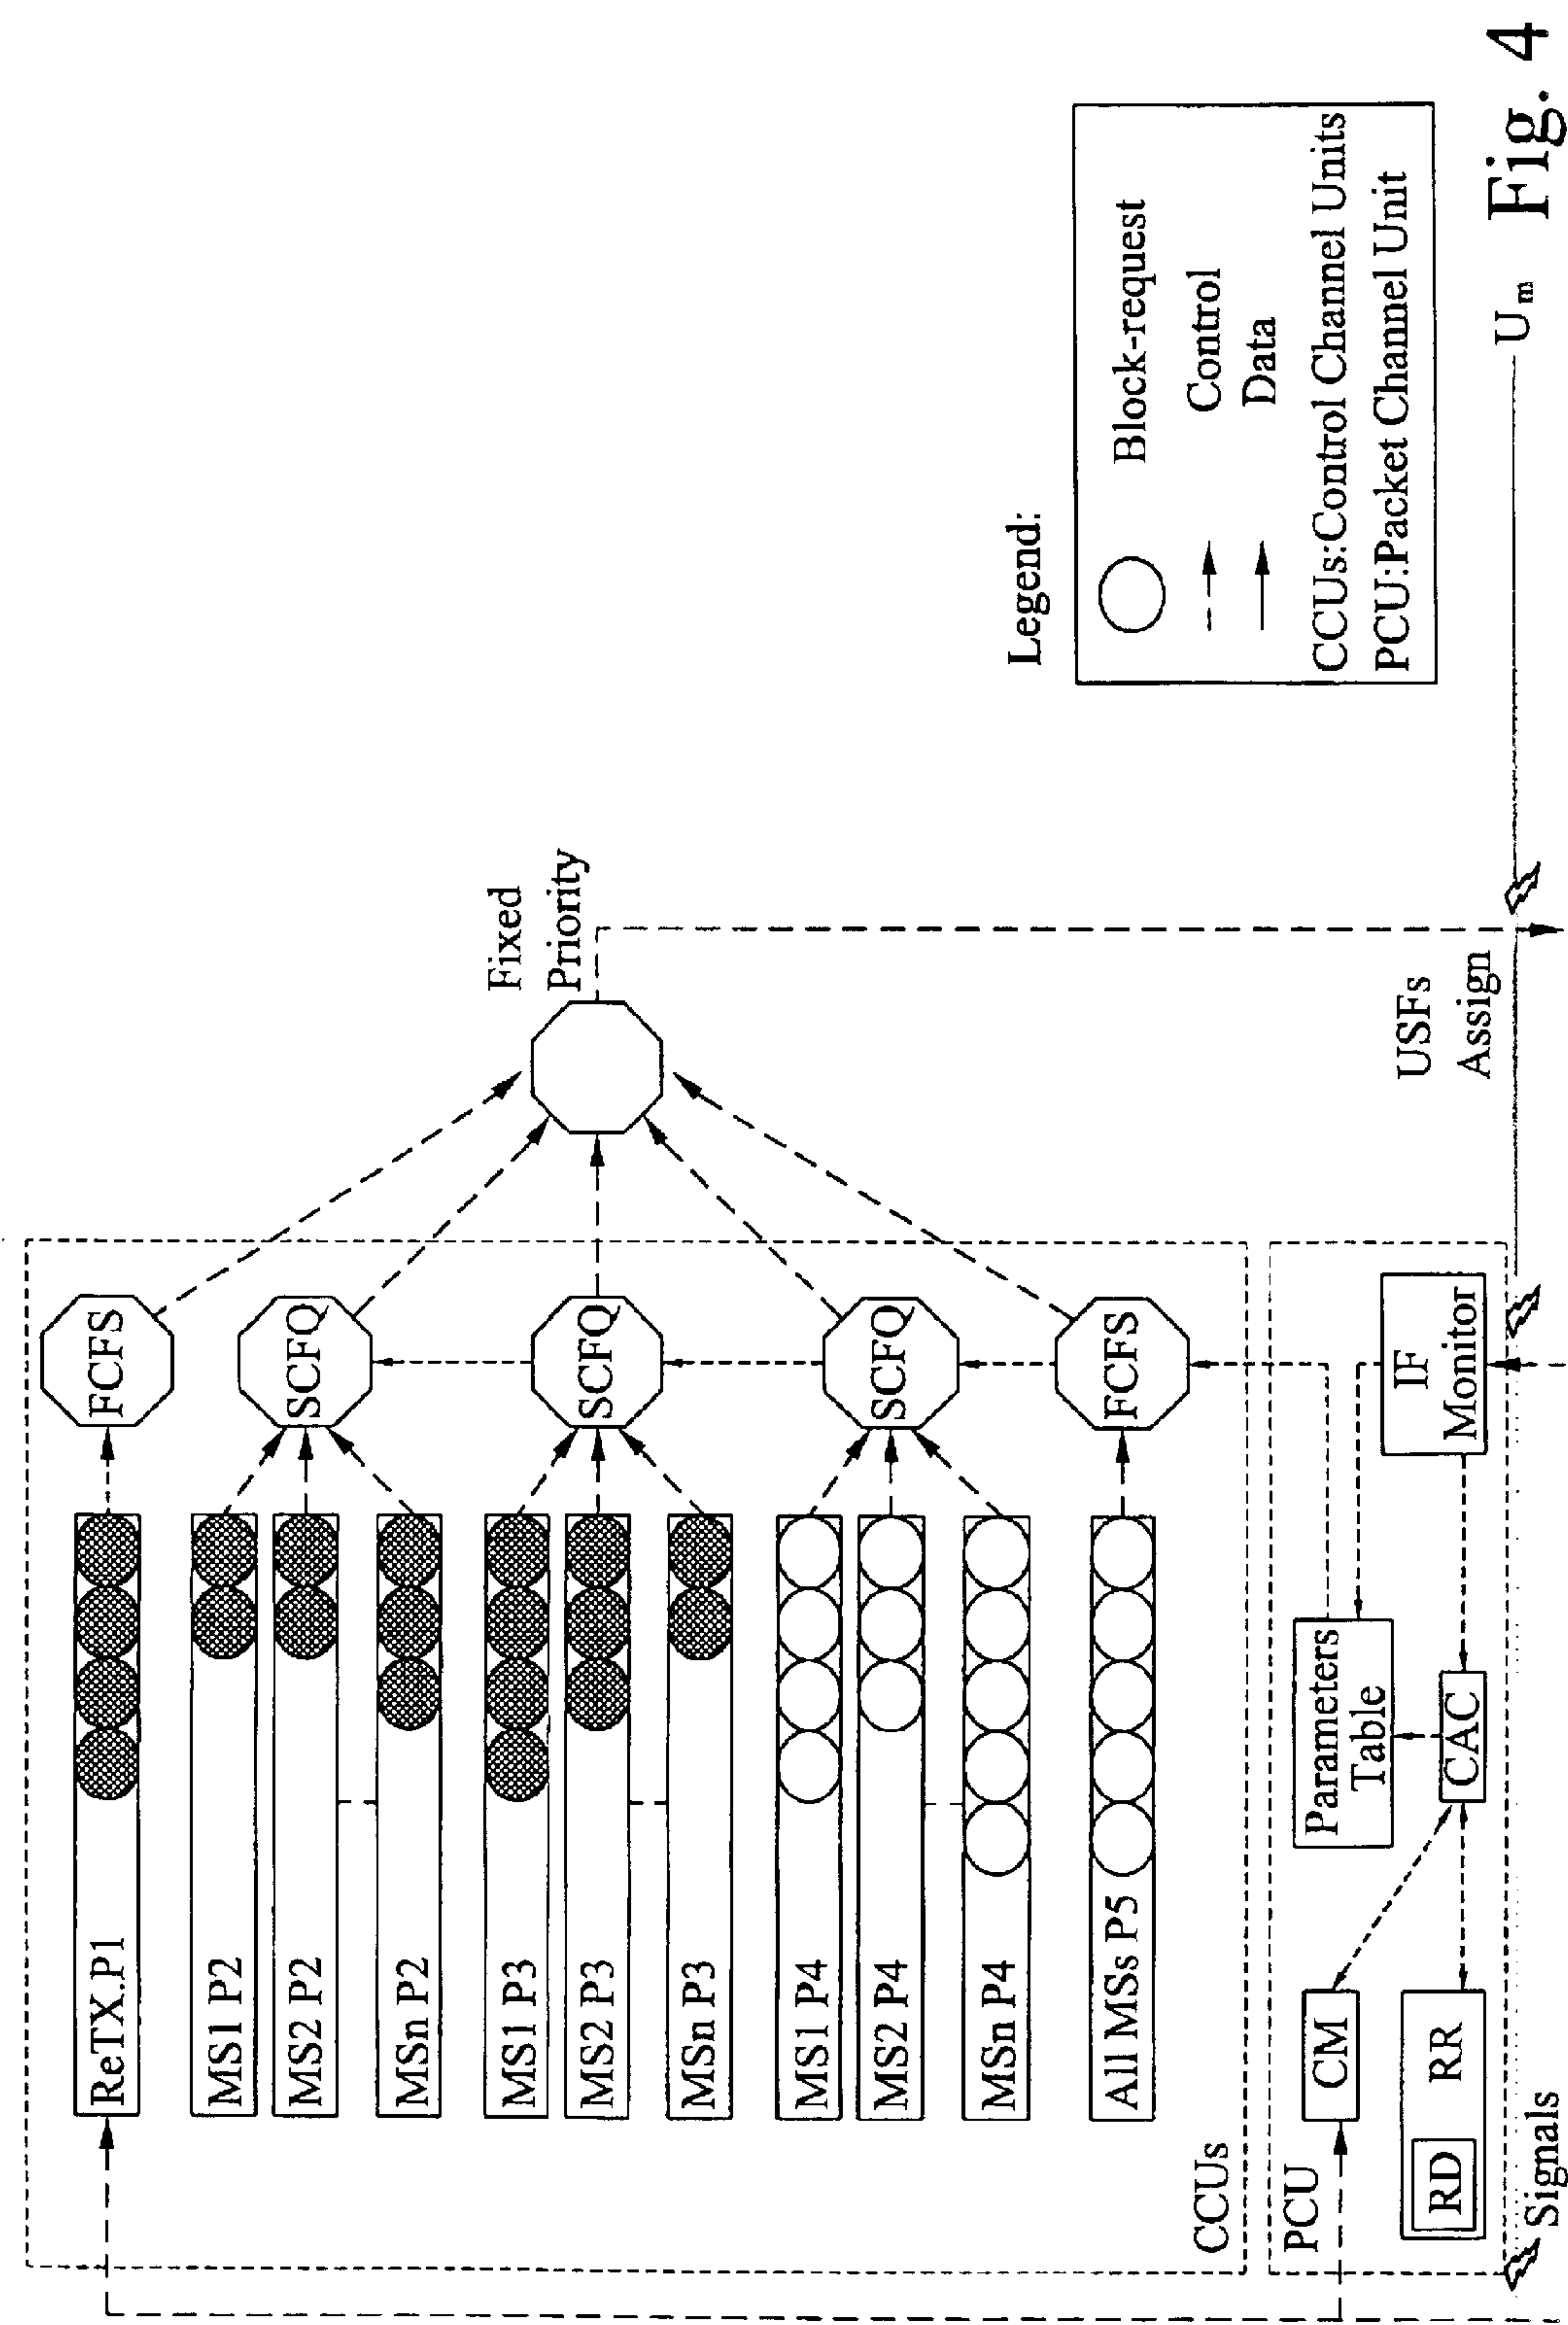 ReTX.P1
FCFS
MS1 P2
MS2 P2
MSn P2
SCFQ
MS1 P3
MS2 P3
MSn P3
SCFQ
MS1 P4
MS2 P4
MSn P4
SCFQ
All MSs P5
FCFS
CCUs
Fixed
Priority
PCU
CM
RD
RR
Parameters
Table
CAC
IF
Monitor
USFs
Assign
Signals
Legend:
Block-request
Control
Data
CCUs:Control Channel Units
PCU:Packet Channel Unit
Um
Fig. 4